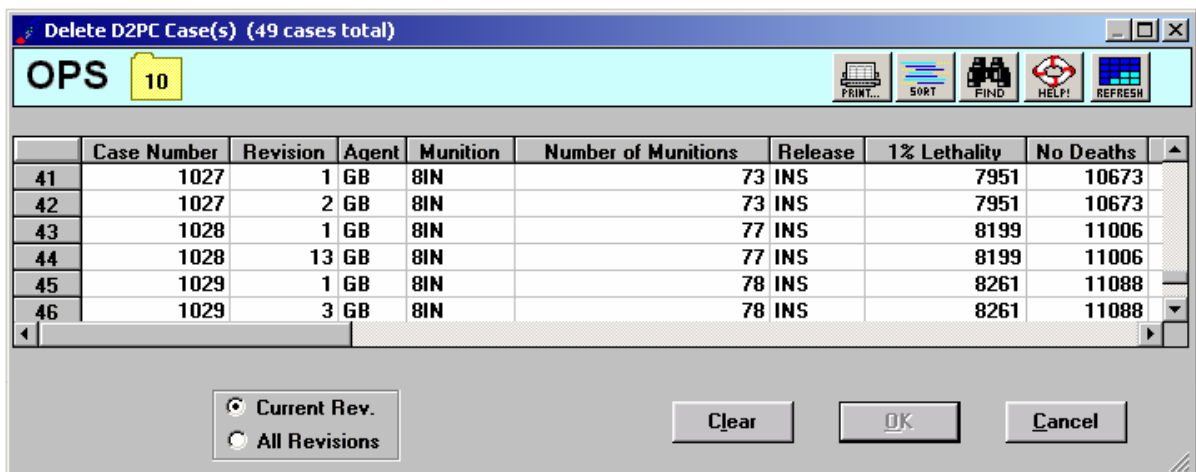 Delete D2PC Case(s) (49 cases total)
OPS 10 PRINT... SORT FIND HELP! REFRESH
Case Number Revision Agent Munition Number of Munitions Release 1% Lethality No Deaths
41 1027 1 GB 8IN 73 INS 7951 10673
42 1027 2 GB 8IN 73 INS 7951 10673
43 1028 1 GB 8IN 77 INS 8199 11006
44 1028 13 GB 8IN 77 INS 8199 11006
45 1029 1 GB 8IN 78 INS 8261 11088
46 1029 3 GB 8IN 78 INS 8261 11088
Current Rev.
All Revisions
Clear OK Cancel